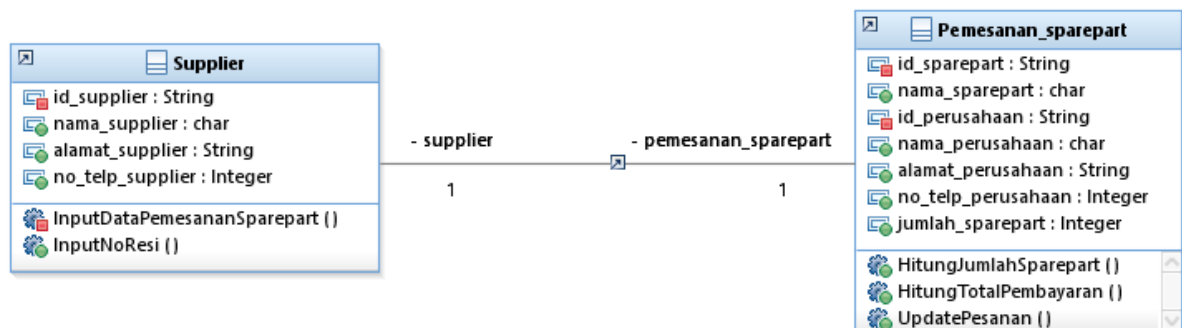 Supplier
id_supplier : String
nama_supplier : char
alamat_supplier : String
no_telp_supplier : Integer
InputDataPemesananSparepart ()
InputNoResi ()
- supplier
1
- pemesanan_sparepart
1
Pemesanan_sparepart
id_sparepart : String
nama_sparepart : char
id_perusahaan : String
nama_perusahaan : char
alamat_perusahaan : String
no_telp_perusahaan : Integer
jumlah_sparepart : Integer
HitungJumlahSparepart ()
HitungTotalPembayaran ()
UpdatePesanan ()